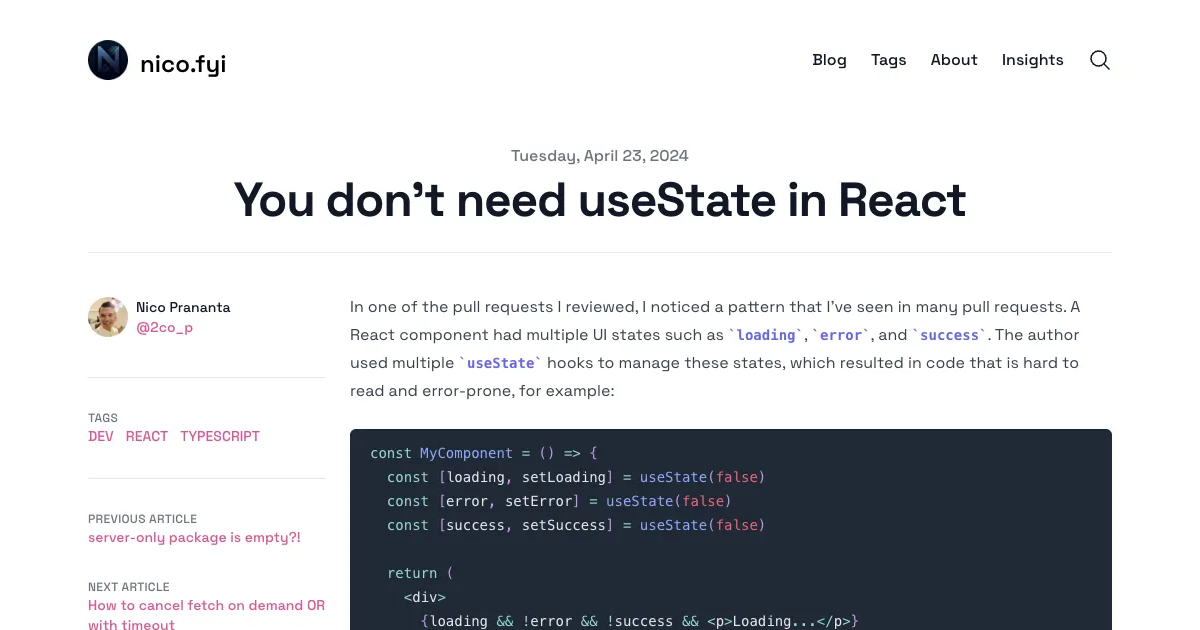 nico.fyi
Blog Tags About Insights
Tuesday, April 23, 2024
You don't need useState in React
Nico Prananta
@2co_p
TAGS
DEV REACT TYPESCRIPT
PREVIOUS ARTICLE
server-only package is empty?!
NEXT ARTICLE
How to cancel fetch on demand OR
with timeout
In one of the pull requests I reviewed, I noticed a pattern that I've seen in many pull requests. A
React component had multiple UI states such as `loading`, `error`, and `success`. The author
used multiple `useState` hooks to manage these states, which resulted in code that is hard to
read and error-prone, for example:
const MyComponent = () => {
  const [loading, setLoading] = useState(false)
  const [error, setError] = useState(false)
  const [success, setSuccess] = useState(false)
  return (
    <div>
      {loading && !error && !success && <p>Loading...</p>}